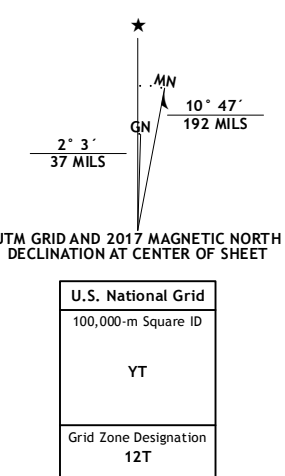 ★
MN
10° 47´
192 MILS
GN
2° 3´
37 MILS
UTM GRID AND 2017 MAGNETIC NORTH
DECLINATION AT CENTER OF SHEET
U.S. National Grid
100,000-m Square ID
YT
Grid Zone Designation
12T